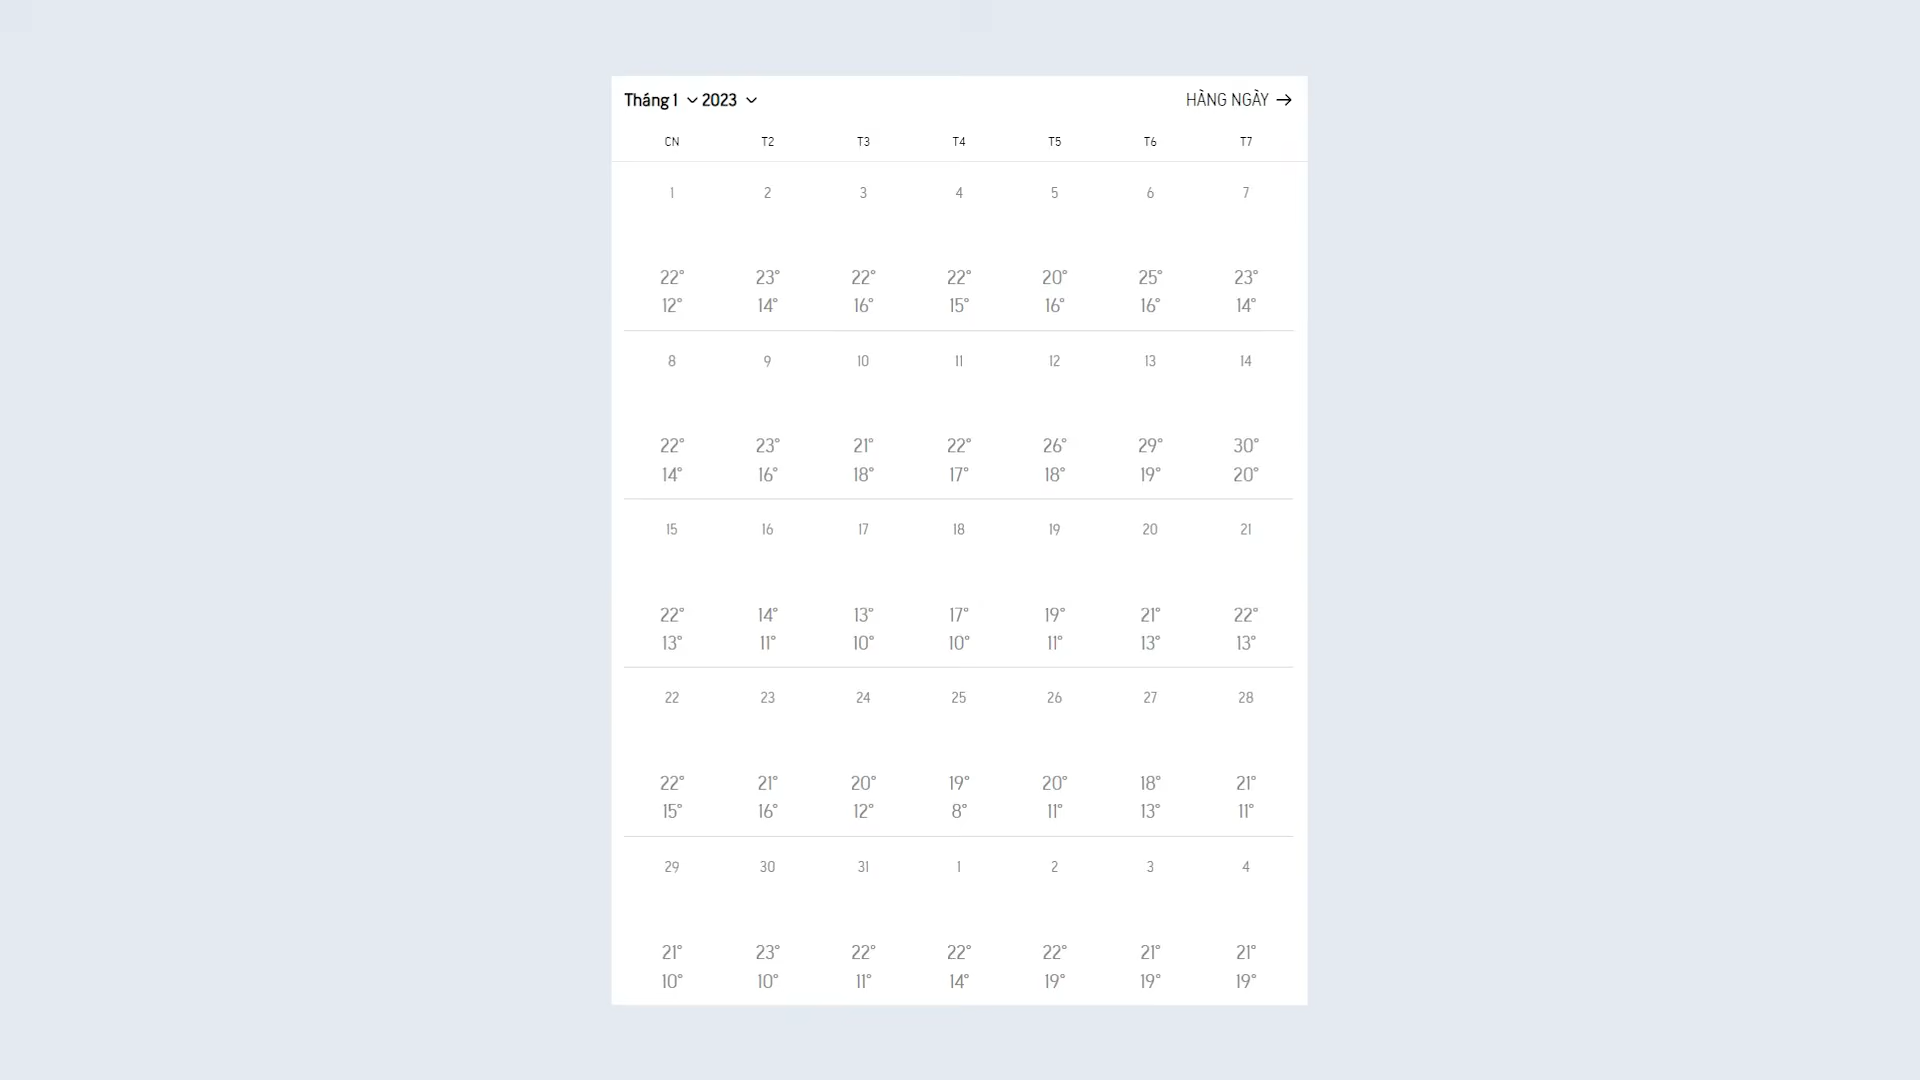 Tháng 1 2023 HÀNG NGÀY
CN T2 T3 T4 T5 T6 T7
1 2 3 4 5 6 7
22° 23° 22° 22° 20° 25° 23°
12° 14° 16° 15° 16° 16° 14°
8 9 10 11 12 13 14
22° 23° 21° 22° 26° 29° 30°
14° 16° 18° 17° 18° 19° 20°
15 16 17 18 19 20 21
22° 14° 13° 17° 19° 21° 22°
13° 11° 10° 10° 11° 13° 13°
22 23 24 25 26 27 28
22° 21° 20° 19° 20° 18° 21°
15° 16° 12° 8° 11° 13° 11°
29 30 31 1 2 3 4
21° 23° 22° 22° 22° 21° 21°
10° 10° 11° 14° 19° 19° 19°